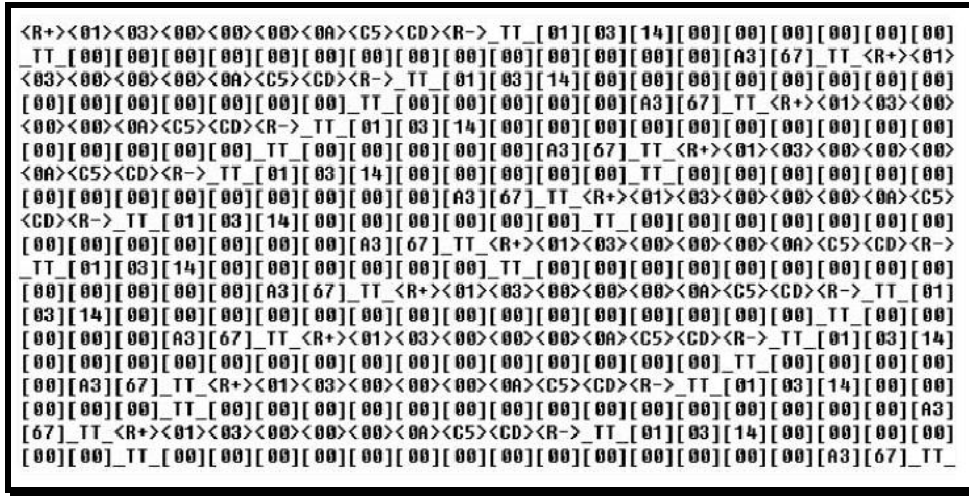 <R+><01><03><00><00><00><0A><C5><CD><R->_TT_[01][03][14][00][00][00][00][00][00]
_TT_[00][00][00][00][00][00][00][00][00][00][00][00][00][00][A3][67]_TT_<R+><01>
<03><00><00><00><0A><C5><CD><R->_TT_[01][03][14][00][00][00][00][00][00][00][00]
[00][00][00][00][00][00][00]_TT_[00][00][00][00][00][A3][67]_TT_<R+><01><03><00>
<00><00><0A><C5><CD><R->_TT_[01][03][14][00][00][00][00][00][00][00][00][00][00]
[00][00][00][00][00]_TT_[00][00][00][00][00][A3][67]_TT_<R+><01><03><00><00><00>
<0A><C5><CD><R->_TT_[01][03][14][00][00][00][00][00]_TT_[00][00][00][00][00][00]
[00][00][00][00][00][00][00][00][00][A3][67]_TT_<R+><01><03><00><00><00><0A><C5>
<CD><R->_TT_[01][03][14][00][00][00][00][00][00]_TT_[00][00][00][00][00][00][00]
[00][00][00][00][00][00][00][A3][67]_TT_<R+><01><03><00><00><00><0A><C5><CD><R->
_TT_[01][03][14][00][00][00][00][00][00]_TT_[00][00][00][00][00][00][00][00][00]
[00][00][00][00][00][A3][67]_TT_<R+><01><03><00><00><00><0A><C5><CD><R->_TT_[01]
[03][14][00][00][00][00][00][00][00][00][00][00][00][00][00][00]_TT_[00][00]
[00][00][00][A3][67]_TT_<R+><01><03><00><00><00><0A><C5><CD><R->_TT_[01][03][14]
[00][00][00][00][00][00][00][00][00][00][00][00][00][00][00]_TT_[00][00][00][00]
[00][A3][67]_TT_<R+><01><03><00><00><00><0A><C5><CD><R->_TT_[01][03][14][00][00]
[00][00][00]_TT_[00][00][00][00][00][00][00][00][00][00][00][00][00][00][00][A3]
[67]_TT_<R+><01><03><00><00><00><0A><C5><CD><R->_TT_[01][03][14][00][00][00][00]
[00][00]_TT_[00][00][00][00][00][00][00][00][00][00][00][00][00][00][A3][67]_TT_